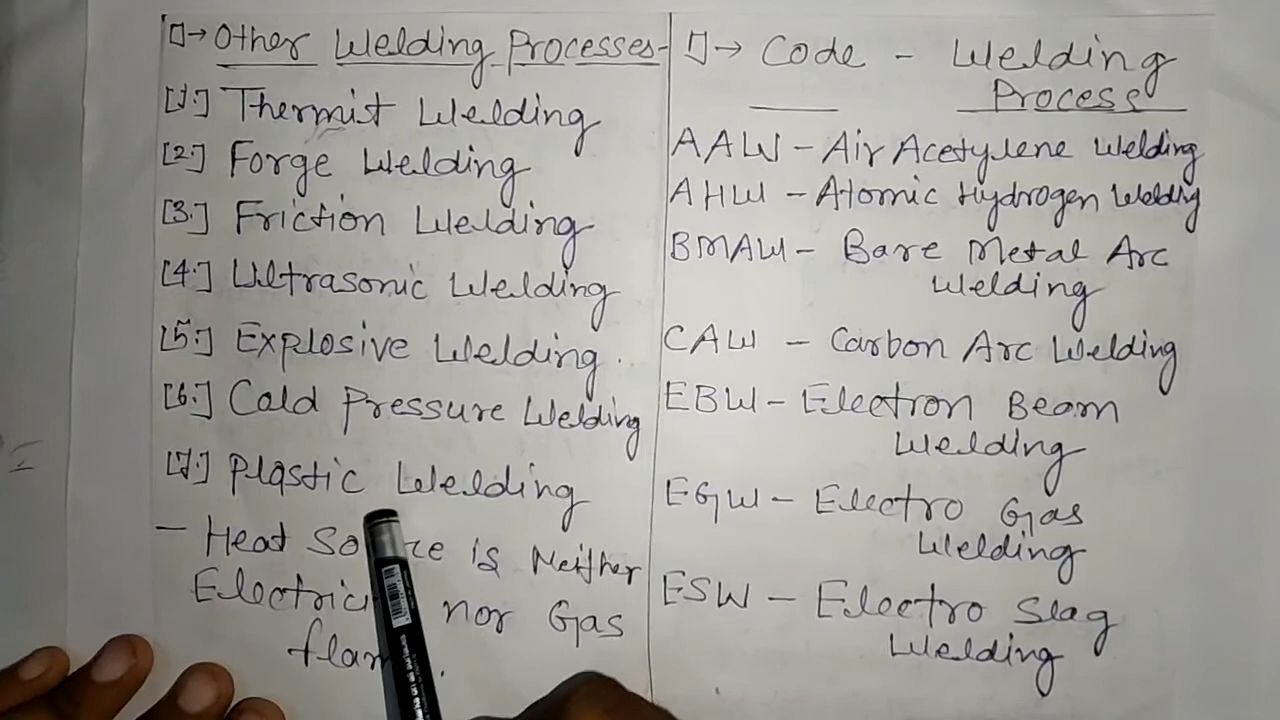 → Other Welding Processes-
[1.] Thermit Welding
[2.] Forge Welding
[3.] Friction Welding
[4.] Ultrasonic Welding
[5.] Explosive Welding.
[6.] Cold Pressure Welding
[7.] Plastic Welding
- Heat is Neither
nor Gas
→ Code - Welding
Process
AAW - Air Acetylene Welding
AHW - Atomic Hydrogen Welding
BMAW - Bare Metal Arc
Welding
CAW - Carbon Arc Welding
EBW - Electron Beam
Welding
EGW - Electro Gas
Welding
ESW - Electro Slag
Welding